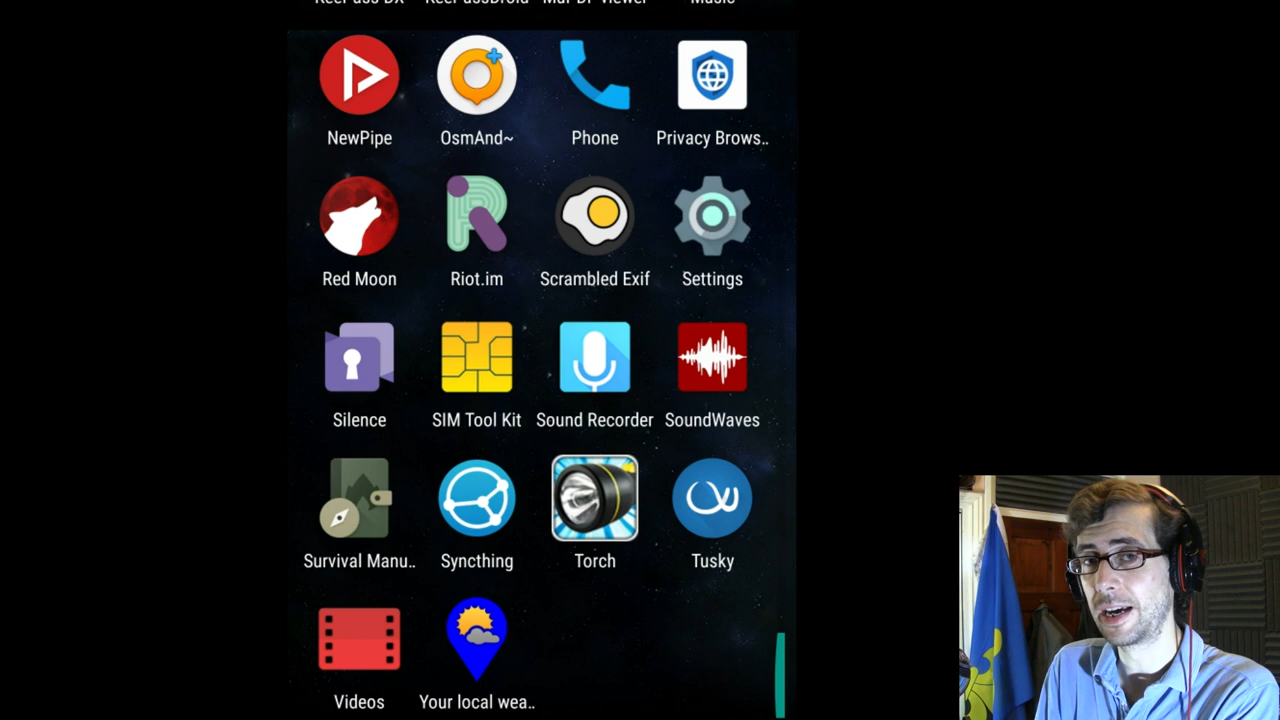 NewPipe OsmAnd~ Phone Privacy Brows..
Red Moon Riot.im Scrambled Exif Settings
Silence SIM Tool Kit Sound Recorder SoundWaves
Survival Manu.. Syncthing Torch Tusky
Videos Your local wea..